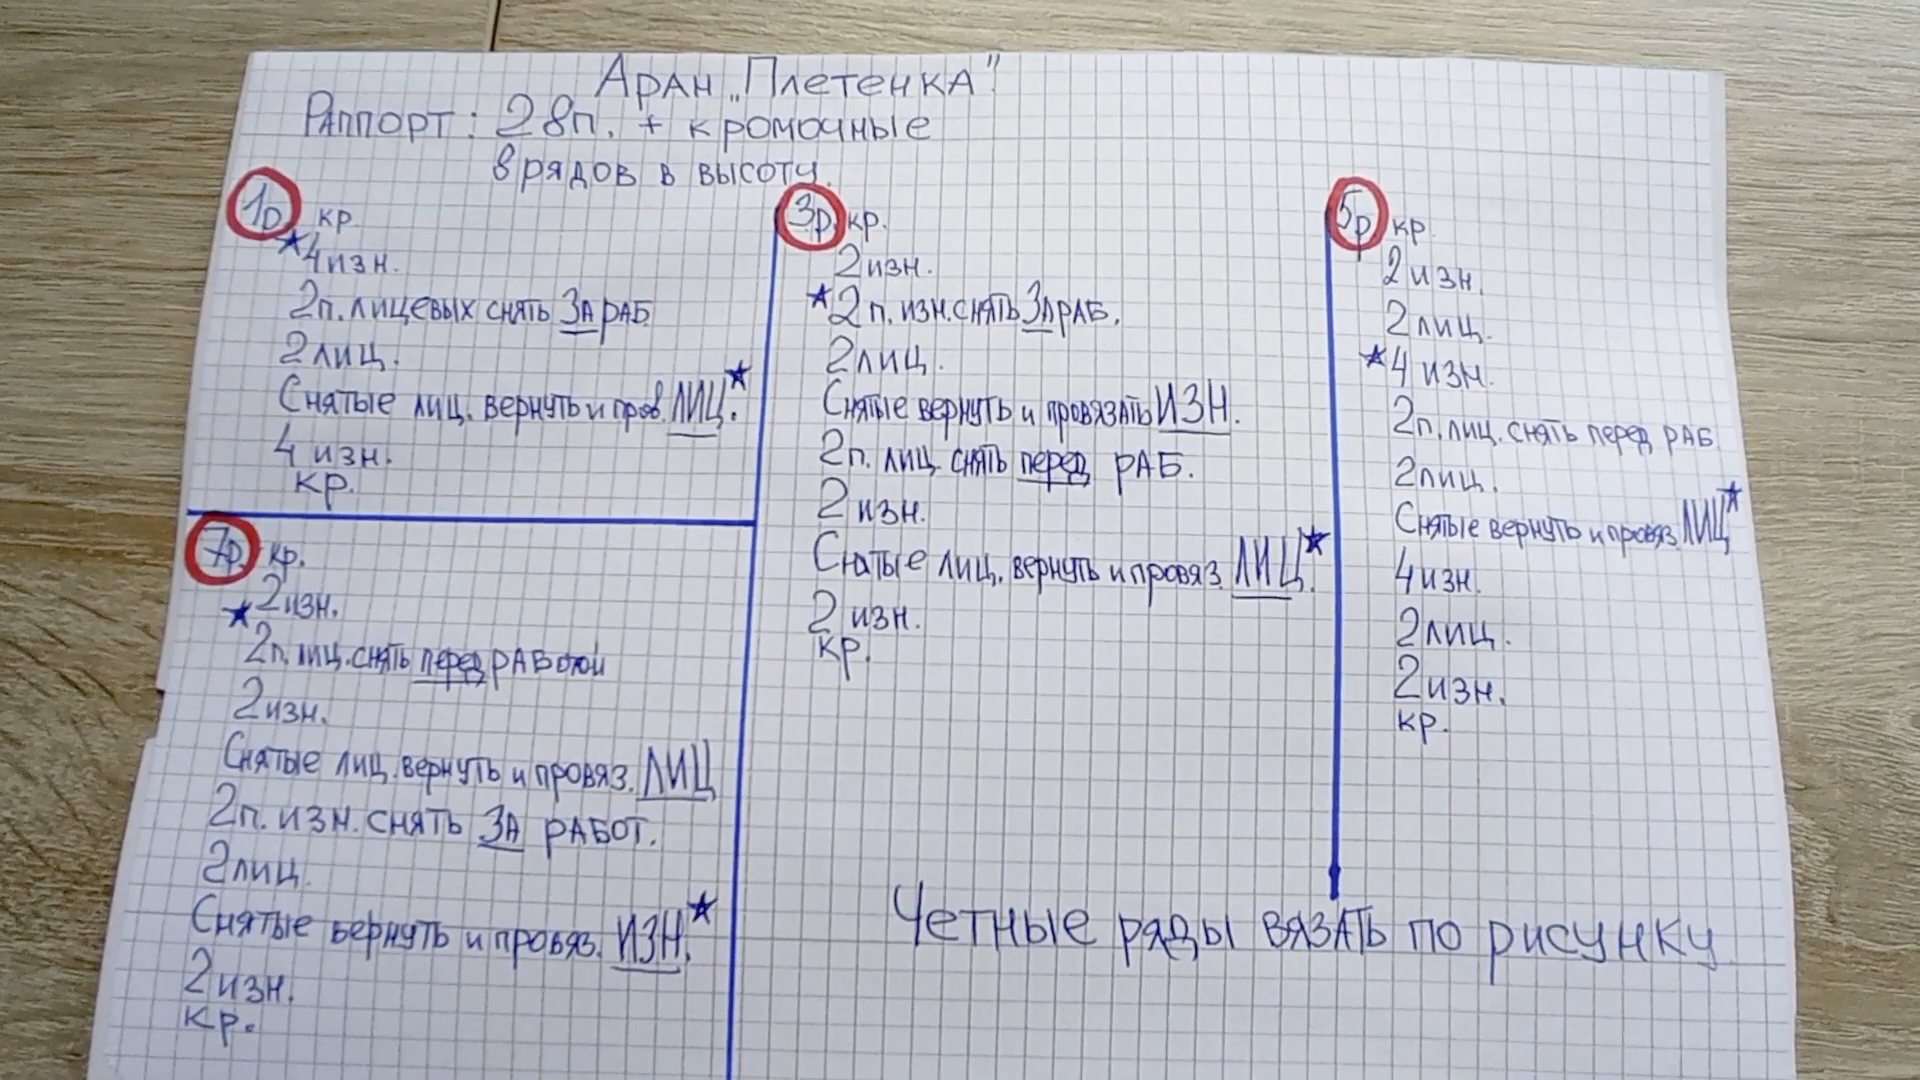 Аран „Плетенка"
Раппорт: 28п. + кромочные
8 рядов в высоту.
1р. кр.
★4 изн.
2п. лицевых снять ЗА раб.
2 лиц.
Снятые лиц. вернуть и пров. ЛИЦ.★
4 изн.
кр.
7р. кр.
2 изн.
★2п. лиц. снять перед работой
2 изн.
Снятые лиц. вернуть и провяз. ЛИЦ
2п. изн. снять ЗА работ.
2 лиц.
Снятые вернуть и провяз. ИЗН.★
2 изн.
кр.
3р. кр.
2 изн.
★2 п. изн. снять ЗА раб.
2 лиц.
Снятые вернуть и провязать ИЗН.
2п. лиц. снять перед раб.
2 изн.
Снятые лиц. вернуть и провяз. ЛИЦ.★
2 изн.
кр.
5р кр.
2 изн.
2 лиц.
★4 изн.
2п. лиц. снять перед раб.
2 лиц.
Снятые вернуть и провяз. ЛИЦ★
4 изн.
2 лиц.
2 изн.
кр.
Четные ряды вязать по рисунку.